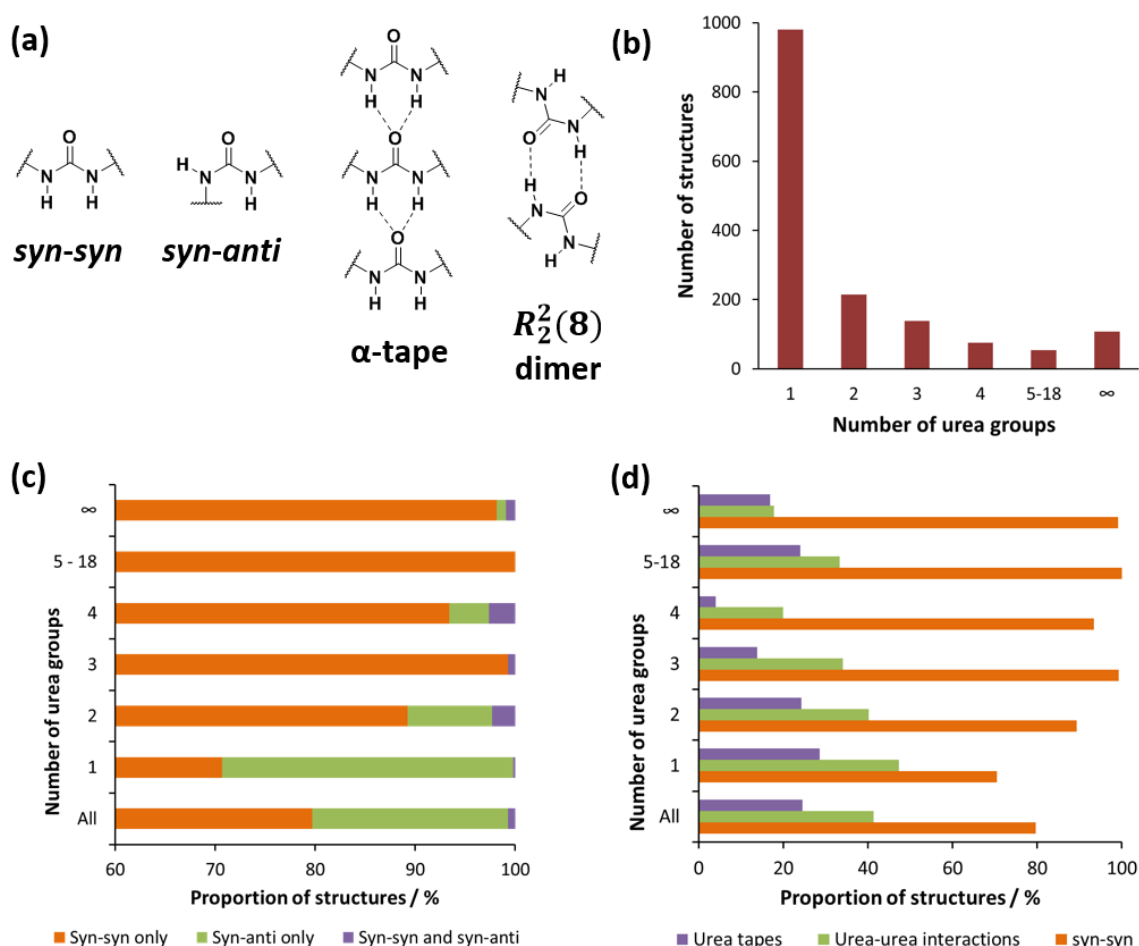 (a)
O
N N
H H
syn-syn
O
H N N
H
syn-anti
O
N N
H H
O
N N
H H
O
N N
H H
α-tape
H
N
O N
H
H
N O
N
H
R₂²(8)
dimer
(b)
Number of structures
1000
800
600
400
200
0
1 2 3 4 5-18 ∞
Number of urea groups
(c)
Number of urea groups
∞
5 - 18
4
3
2
1
All
60 70 80 90 100
Proportion of structures / %
Syn-syn only Syn-anti only Syn-syn and syn-anti
(d)
Number of urea groups
∞
5-18
4
3
2
1
All
0 20 40 60 80 100
Proportion of structures / %
Urea tapes Urea-urea interactions syn-syn